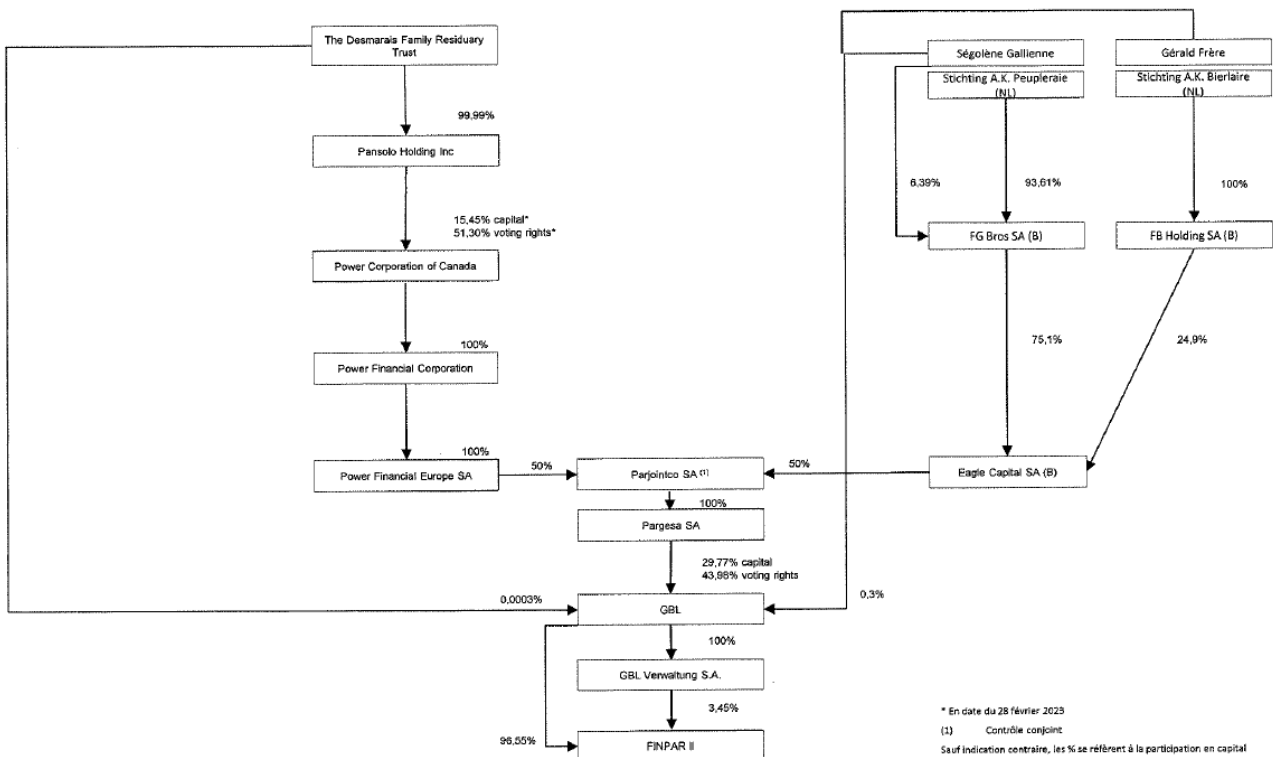 The Desmarais Family Residuary
Trust
Ségolène Gallienne
Gérald Frère
Stichting A.K. Peupleraie
(NL)
Stichting A.K. Bierlaire
(NL)
99,99%
Pansolo Holding Inc
6,39%
93,61%
100%
15,45% capital*
51,30% voting rights*
FG Bros SA (B)
FB Holding SA (B)
Power Corporation of Canada
75,1%
24,9%
100%
Power Financial Corporation
100%
Power Financial Europe SA
50%
Parjointco SA (1)
50%
Eagle Capital SA (B)
100%
Pargesa SA
29,77% capital
43,98% voting rights
0,0003%
GBL
0,3%
100%
GBL Verwaltung S.A.
3,45%
96,55%
FINPAR II
* En date du 28 février 2023
(1) Contrôle conjoint
Sauf indication contraire, les % se réfèrent à la participation en capital